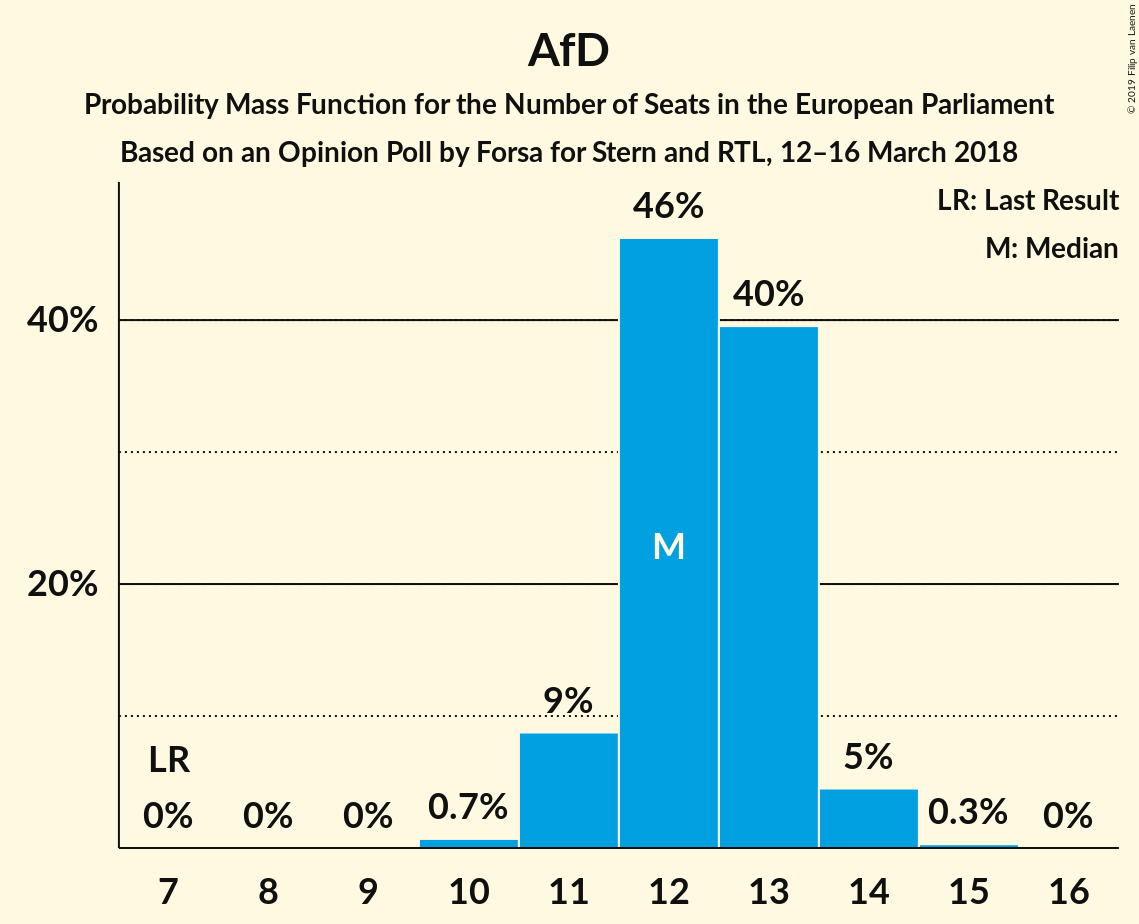 AfD
Probability Mass Function for the Number of Seats in the European Parliament
Based on an Opinion Poll by Forsa for Stern and RTL, 12–16 March 2018
© 2019 Filip van Laenen
LR: Last Result
M: Median
46%
40%
40%
M
20%
9%
LR
5%
0%
0%
0%
0.7%
0.3%
0%
7
8
9
10
11
12
13
14
15
16